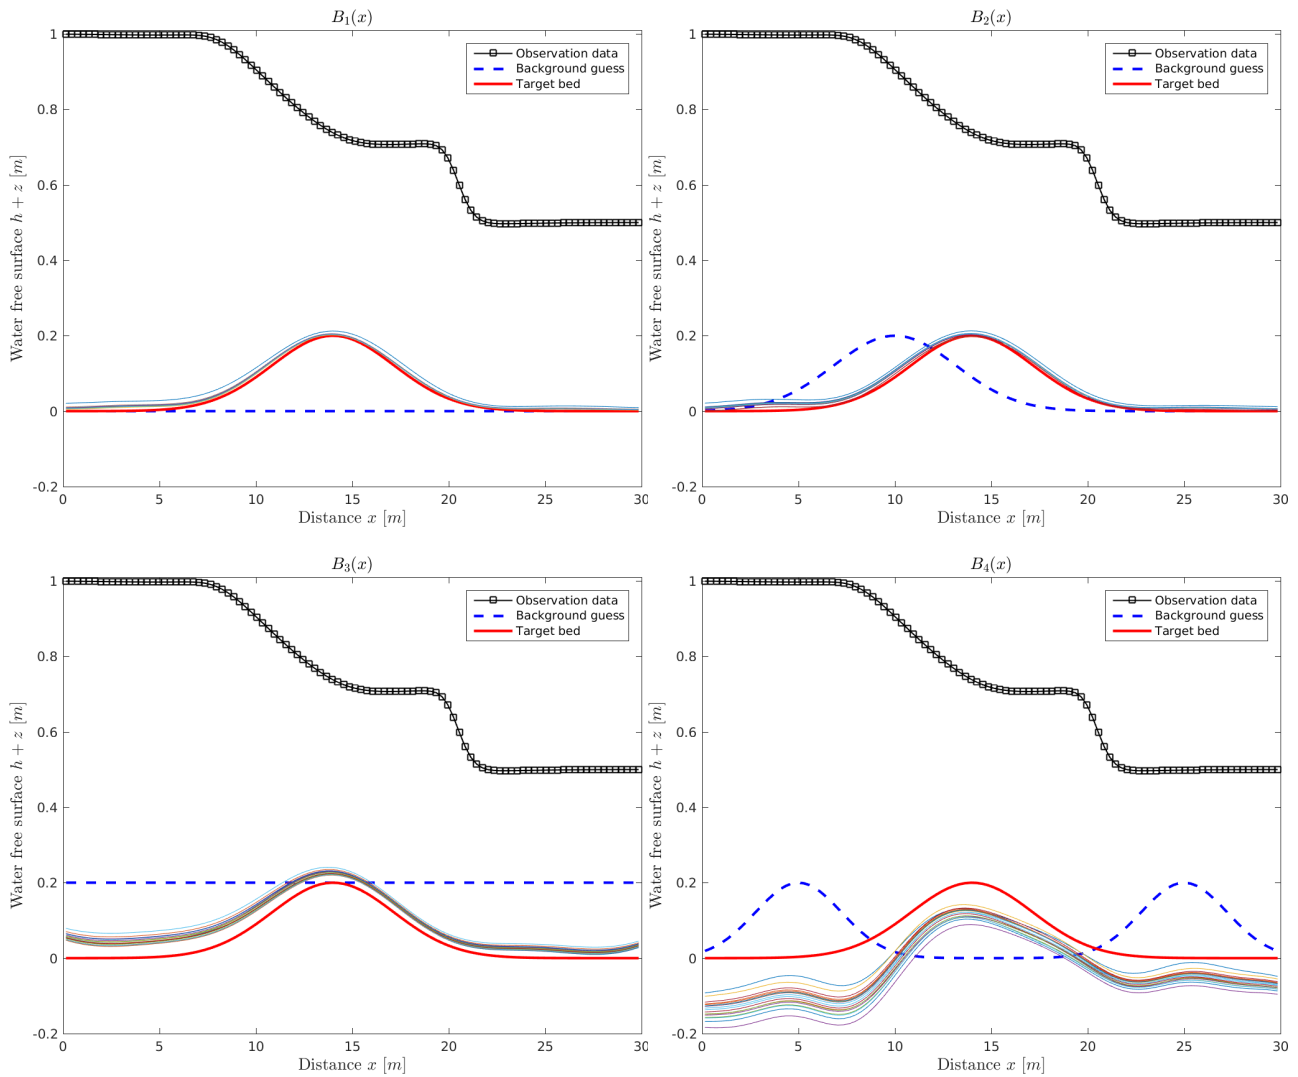 B₁(x)
Observation data
Background guess
Target bed
1
0.8
0.6
0.4
0.2
0
-0.2
Water free surface h + z [m]
0 5 10 15 20 25 30
Distance x [m]
B₂(x)
Observation data
Background guess
Target bed
1
0.8
0.6
0.4
0.2
0
-0.2
Water free surface h + z [m]
0 5 10 15 20 25 30
Distance x [m]
B₃(x)
Observation data
Background guess
Target bed
1
0.8
0.6
0.4
0.2
0
-0.2
Water free surface h + z [m]
0 5 10 15 20 25 30
Distance x [m]
B₄(x)
Observation data
Background guess
Target bed
1
0.8
0.6
0.4
0.2
0
-0.2
Water free surface h + z [m]
0 5 10 15 20 25 30
Distance x [m]